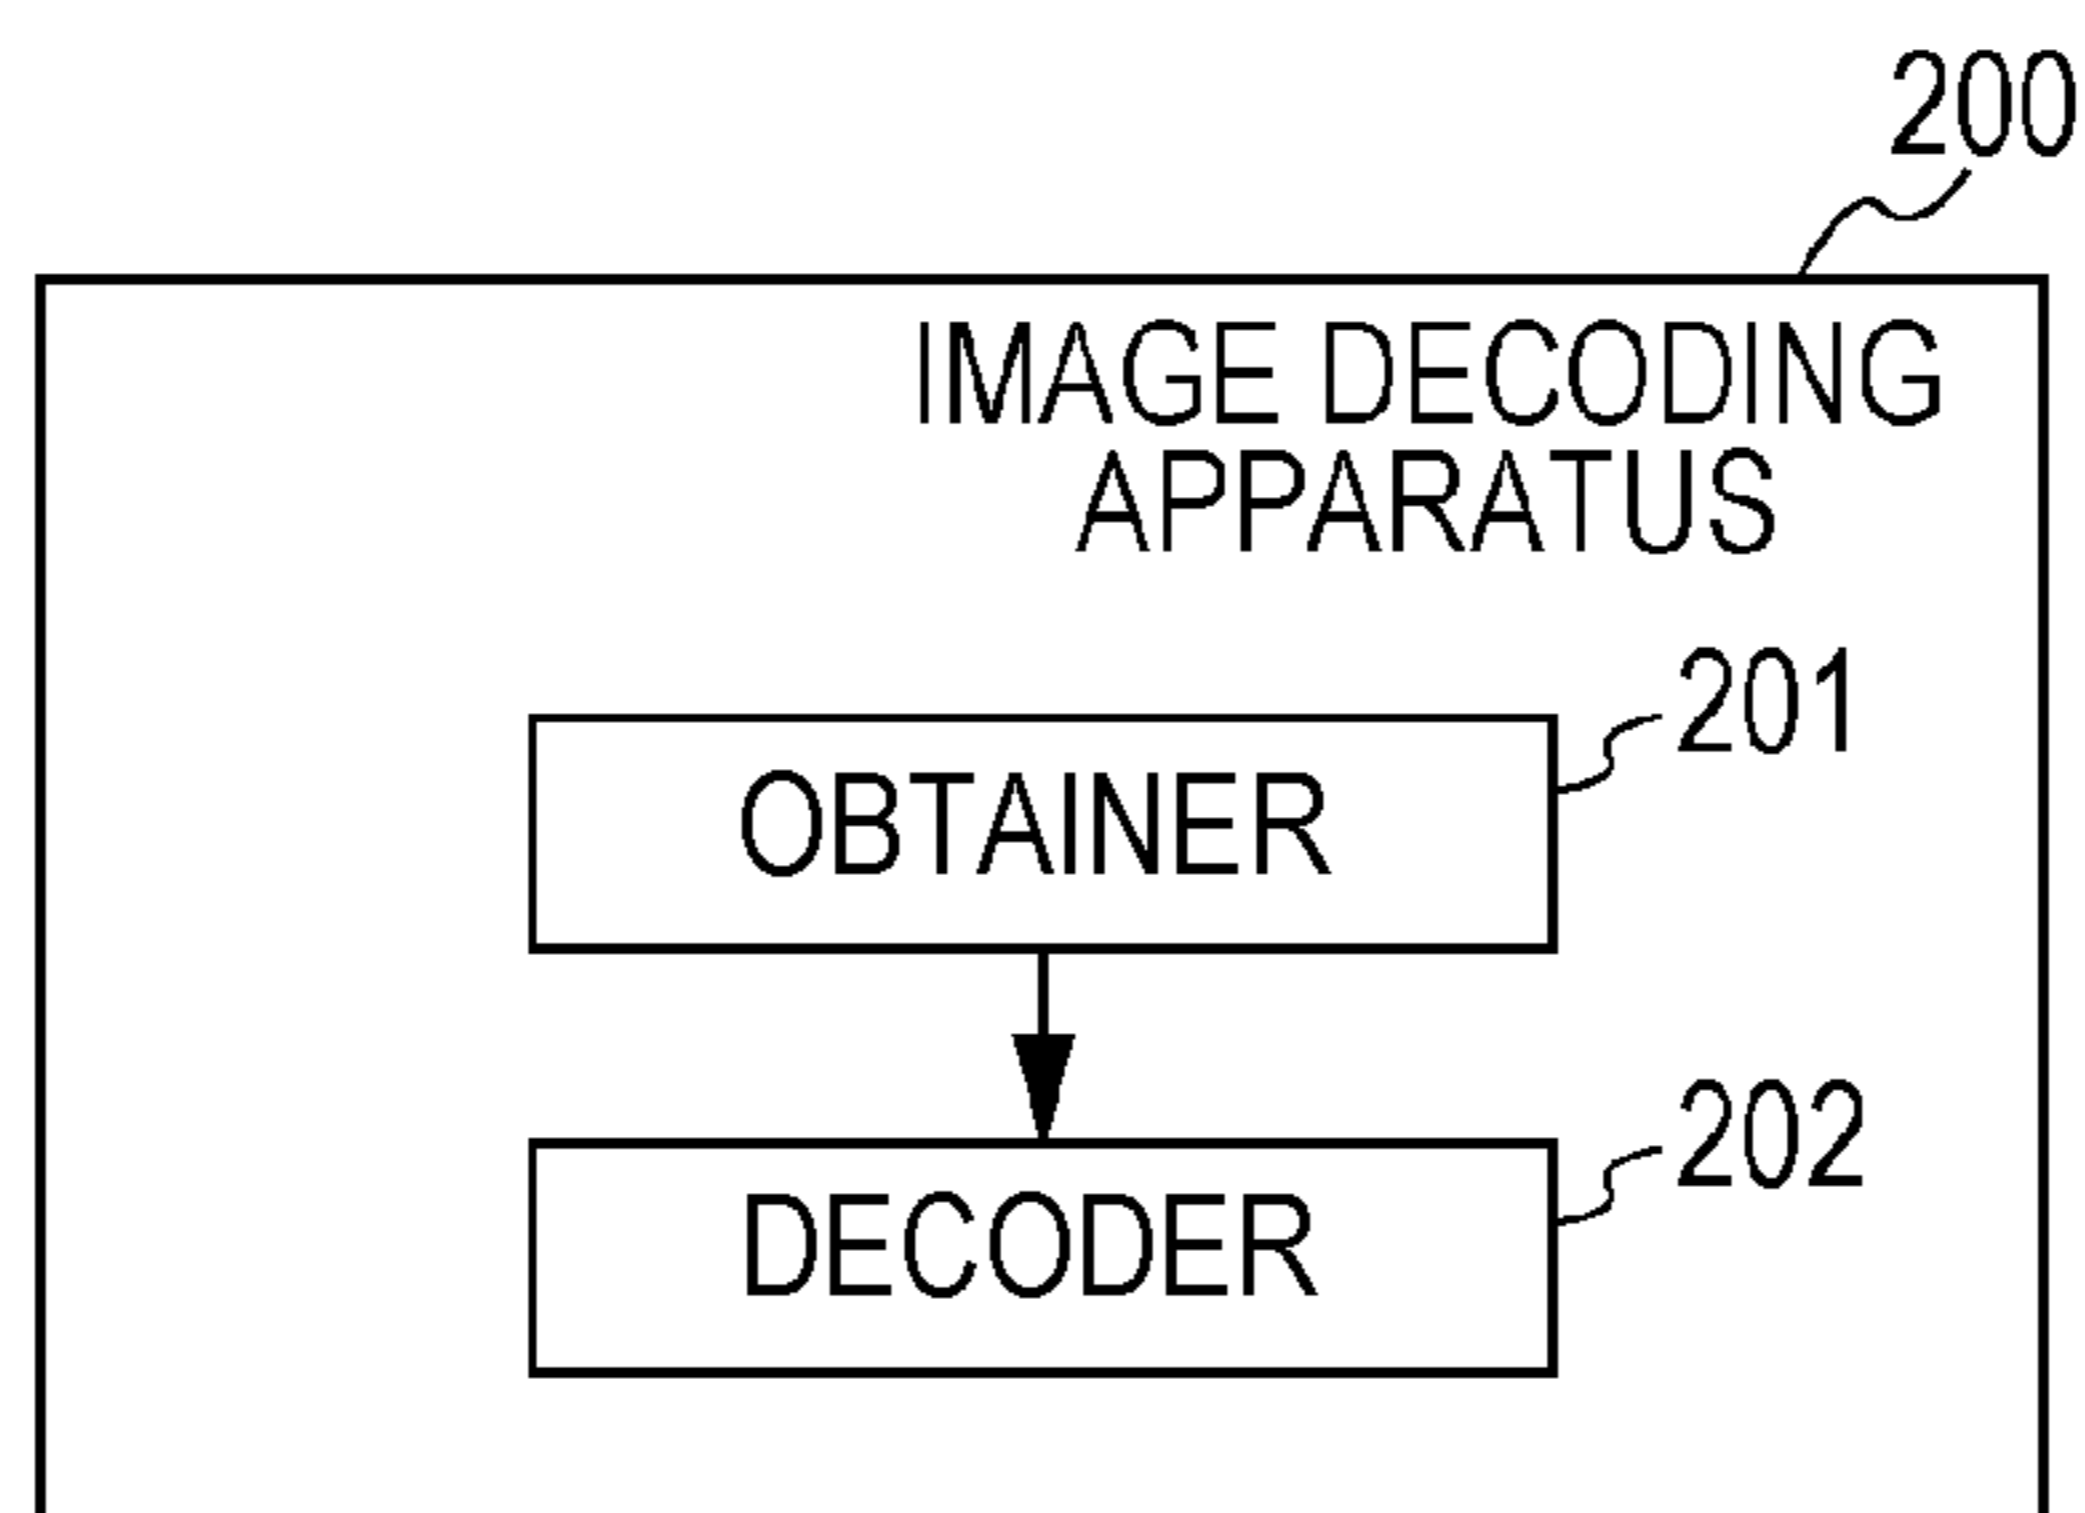 200
IMAGE DECODING
APPARATUS
201
OBTAINER
202
DECODER